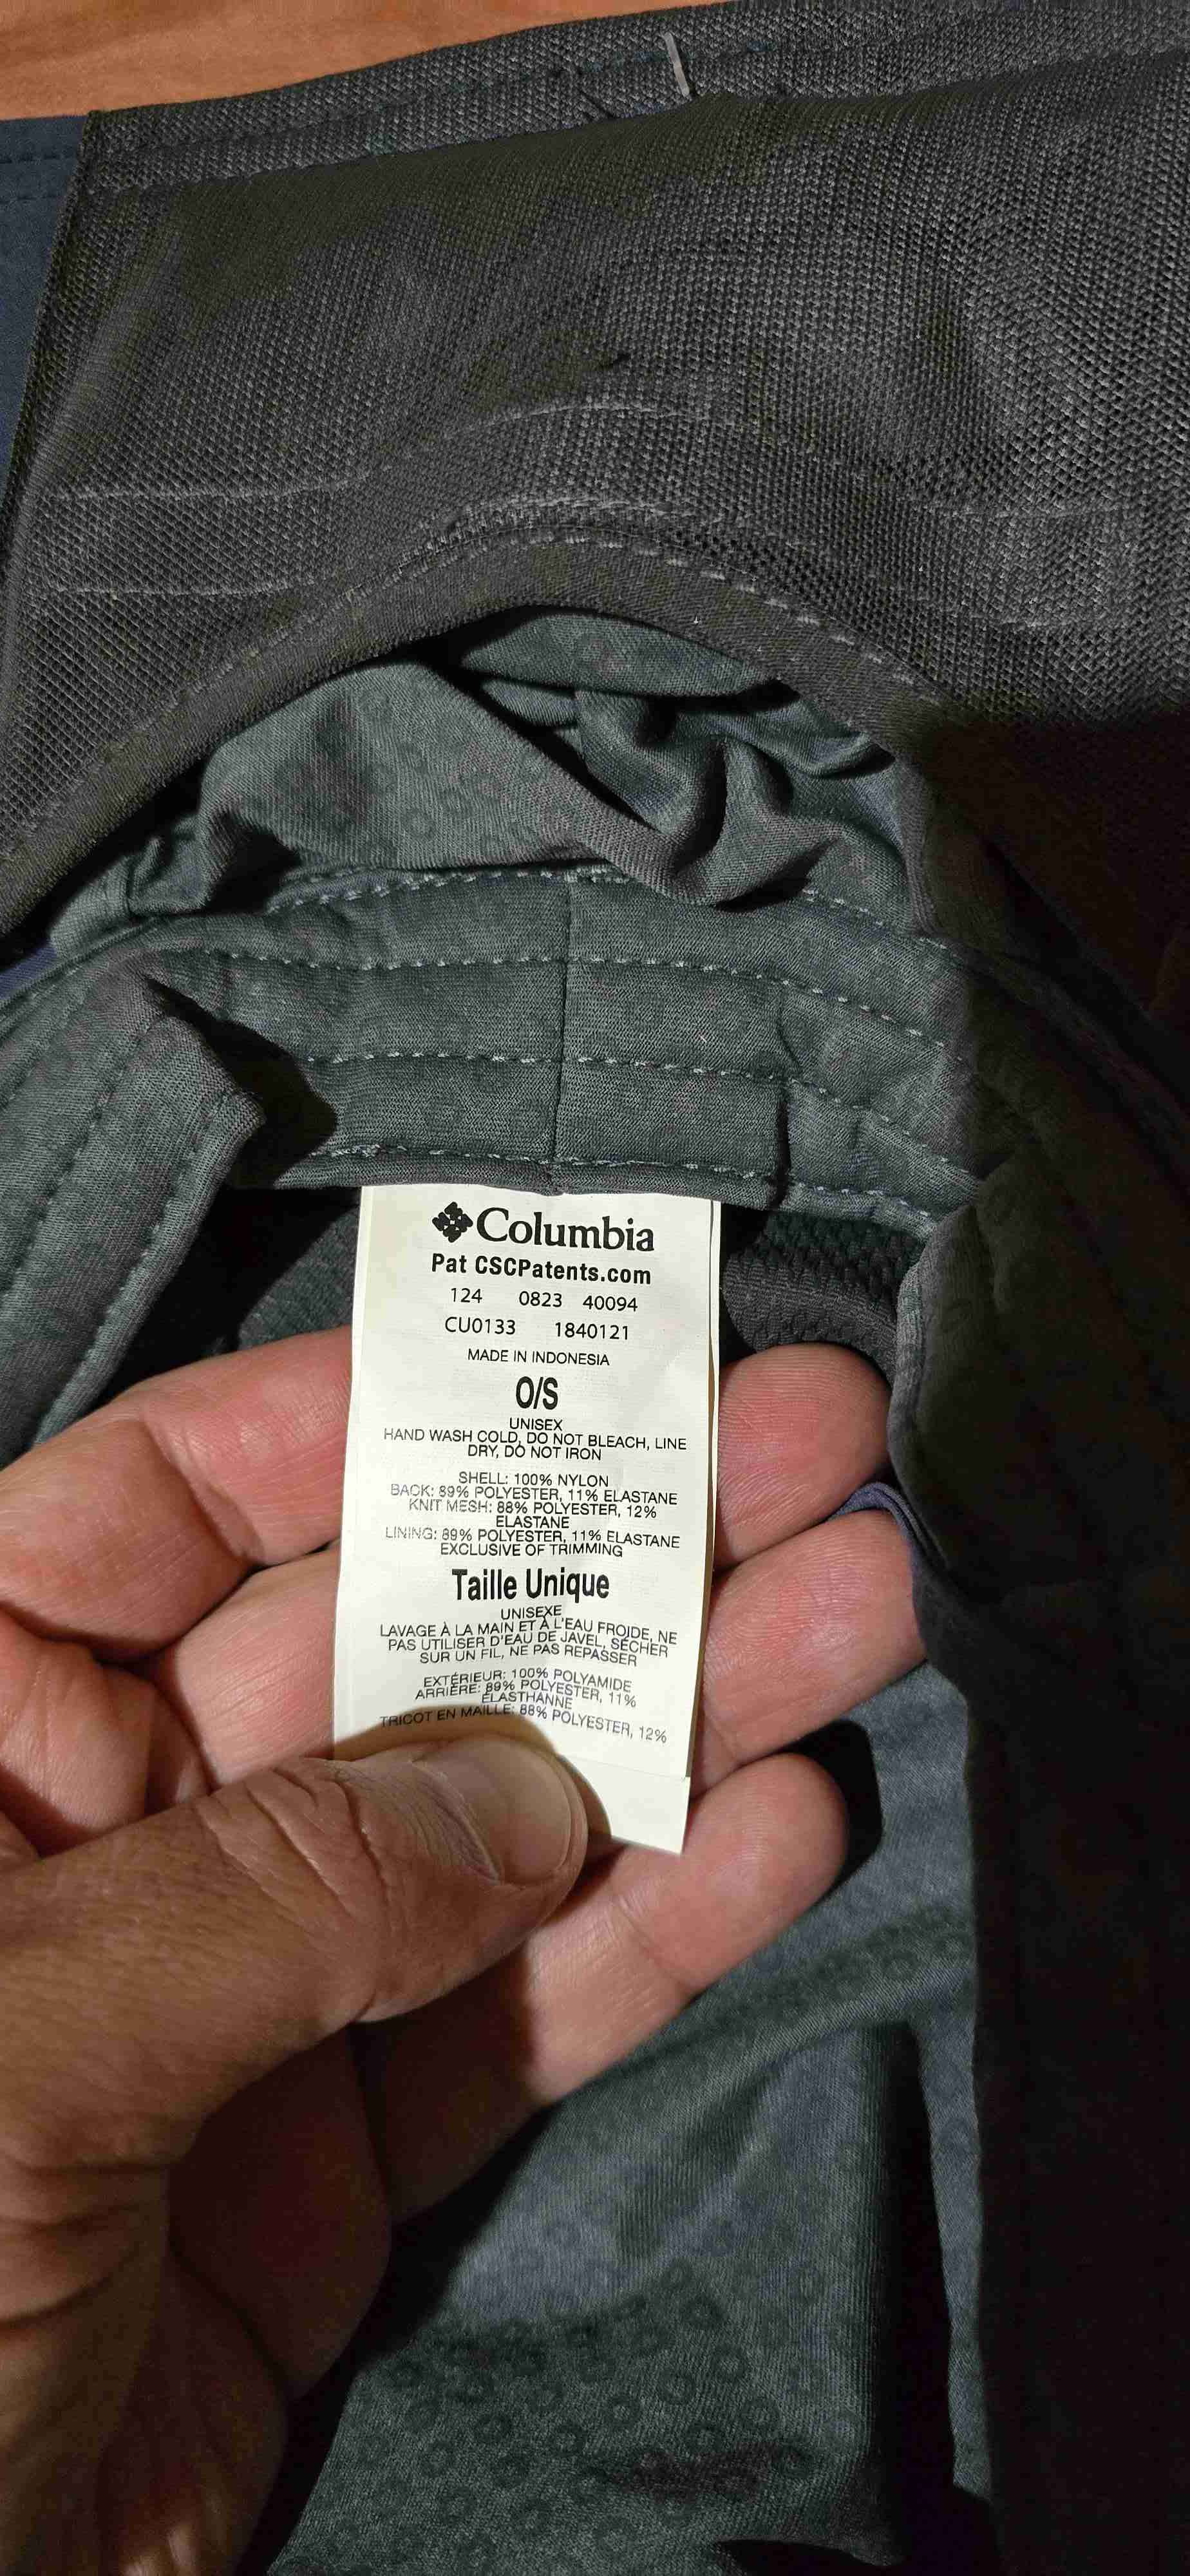 Columbia
Pat CSCPatents.com
124 0823 40094
CU0133 1840121
MADE IN INDONESIA
O/S
UNISEX
HAND WASH COLD, DO NOT BLEACH, LINE
DRY, DO NOT IRON
SHELL: 100% NYLON
BACK: 89% POLYESTER, 11% ELASTANE
KNIT MESH: 88% POLYESTER, 12%
ELASTANE
LINING: 89% POLYESTER, 11% ELASTANE
EXCLUSIVE OF TRIMMING
Taille Unique
UNISEXE
LAVAGE À LA MAIN ET À L'EAU FROIDE, NE
PAS UTILISER D'EAU DE JAVEL, SÉCHER
SUR UN FIL, NE PAS REPASSER
EXTÉRIEUR: 100% POLYAMIDE
ARRIÈRE: 89% POLYESTER, 11%
ÉLASTHANNE
TRICOT EN MAILLE: 88% POLYESTER, 12%